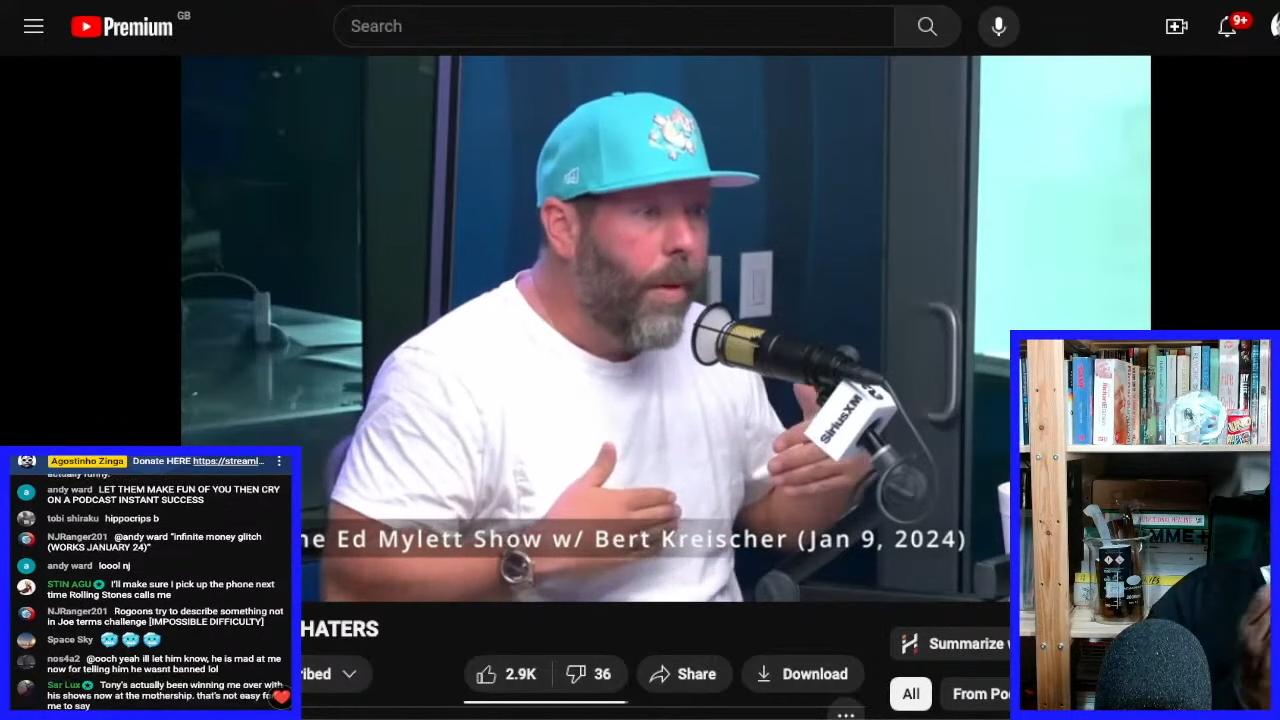 Premium
GB
Search
9+
SiriusXM
he Ed Mylett Show w/ Bert Kreischer (Jan 9, 2024)
HATERS
ribed
2.9K
36
Share
Download
Summarize w
All
From Po
Agostinho Zinga Donate HERE https://streaml...
actually funny.
andy ward LET THEM MAKE FUN OF YOU THEN CRY
ON A PODCAST INSTANT SUCCESS
tobi shiraku hippocrips b
NJRanger201 @andy ward "infinite money glitch
(WORKS JANUARY 24)"
andy ward loool nj
STIN AGU I'll make sure I pick up the phone next
time Rolling Stones calls me
NJRanger201 Rogoons try to describe something not
in Joe terms challenge [IMPOSSIBLE DIFFICULTY]
Space Sky
nos4a2 @ooch yeah ill let him know, he is mad at me
now for telling him he wasnt banned lol
Sar Lux Tony's actually been winning me over with
his shows now at the mothership. that's not easy fo
me to say